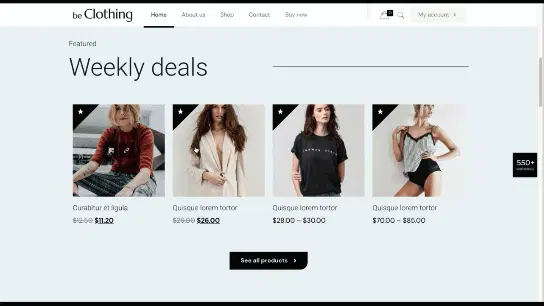 be Clothing
Home About us Shop Contact Buy now
0
My account >
Featured
Weekly deals
550+
Curabitur et ligula
$12.50 $11.20
Quisque lorem tortor
$29.00 $26.00
Quisque lorem tortor
$28.00 – $30.00
Quisque lorem tortor
$70.00 – $85.00
See all products >